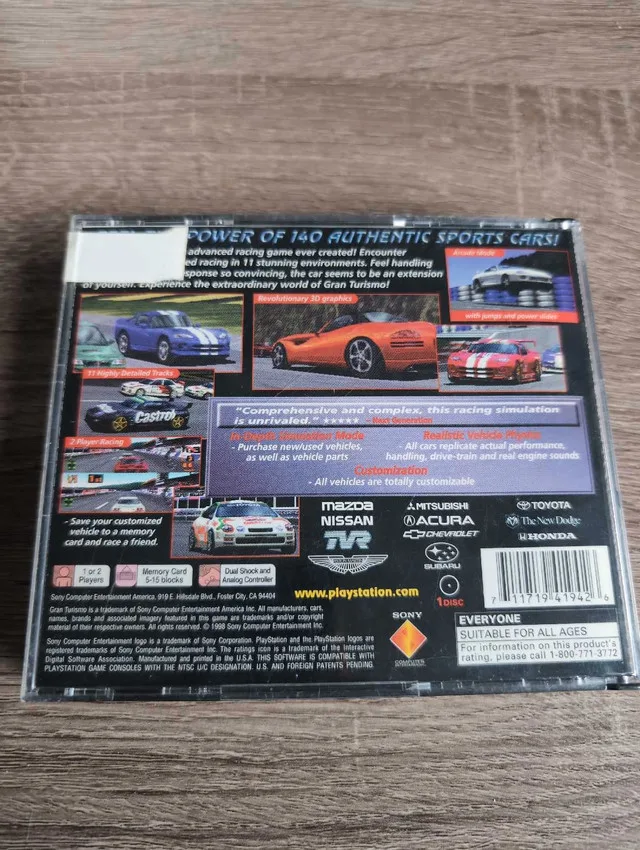 POWER OF 140 AUTHENTIC SPORTS CARS!
advanced racing game ever created! Encounter
ed racing in 11 stunning environments. Feel handling
esponse so convincing, the car seems to be an extension
of yourself. Experience the extraordinary world of Gran Turismo!
Arcade Mode
with jumps and power slides
Revolutionary 3D graphics
11 Highly Detailed Tracks
Castrol
"Comprehensive and complex, this racing simulation
is unrivaled." ★★★★★ - Next Generation
In-Depth Simulation Mode
- Purchase new/used vehicles,
as well as vehicle parts
Realistic Vehicle Physics
- All cars replicate actual performance,
handling, drive-train and real engine sounds
Customization
- All vehicles are totally customizable
2 Player Racing
- Save your customized
vehicle to a memory
card and race a friend.
mazda
NISSAN
TVR
MITSUBISHI
ACURA
CHEVROLET
SUBARU
TOYOTA
The New Dodge
HONDA
1 or 2
Players
Memory Card
5-15 blocks
Dual Shock and
Analog Controller
www.playstation.com
1 DISC
7 11719 41942 6
Sony Computer Entertainment America, 919 E. Hillsdale Blvd., Foster City, CA 94404
Gran Turismo is a trademark of Sony Computer Entertainment America Inc. All manufacturers, cars,
names, brands and associated imagery featured in this game are trademarks and/or copyright
material of their respective owners. All rights reserved. © 1998 Sony Computer Entertainment Inc.
Sony Computer Entertainment logo is a trademark of Sony Corporation. PlayStation and the PlayStation logos are
registered trademarks of Sony Computer Entertainment Inc. The ratings icon is a trademark of the Interactive
Digital Software Association. Manufactured and printed in the U.S.A. THIS SOFTWARE IS COMPATIBLE WITH
PLAYSTATION GAME CONSOLES WITH THE NTSC U/C DESIGNATION. U.S. AND FOREIGN PATENTS PENDING.
SONY
COMPUTER
ENTERTAINMENT
EVERYONE
SUITABLE FOR ALL AGES
For information on this product's
rating, please call 1-800-771-3772